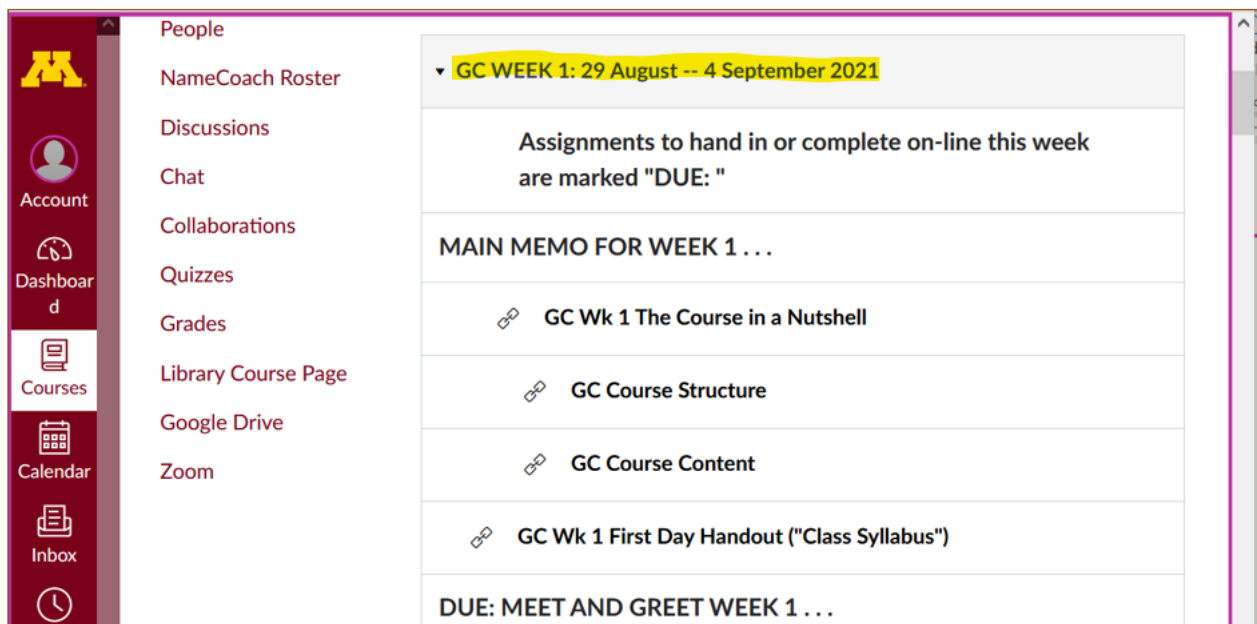 M
Account
Dashboar
d
Courses
Calendar
Inbox
People
NameCoach Roster
Discussions
Chat
Collaborations
Quizzes
Grades
Library Course Page
Google Drive
Zoom
GC WEEK 1: 29 August -- 4 September 2021
Assignments to hand in or complete on-line this week
are marked "DUE: "
MAIN MEMO FOR WEEK 1 . . .
GC Wk 1 The Course in a Nutshell
GC Course Structure
GC Course Content
GC Wk 1 First Day Handout ("Class Syllabus")
DUE: MEET AND GREET WEEK 1 . . .